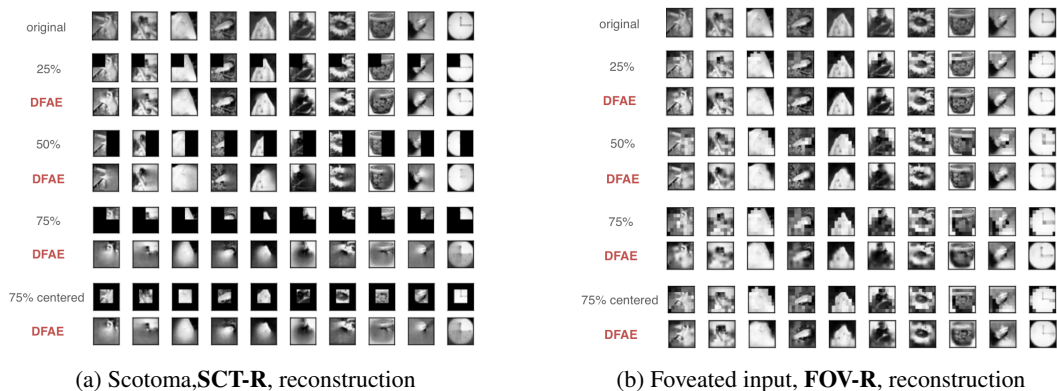 original
25%
DFAE
50%
DFAE
75%
DFAE
75% centered
DFAE
(a) Scotoma,SCT-R, reconstruction
original
25%
DFAE
50%
DFAE
75%
DFAE
75% centered
DFAE
(b) Foveated input, FOV-R, reconstruction